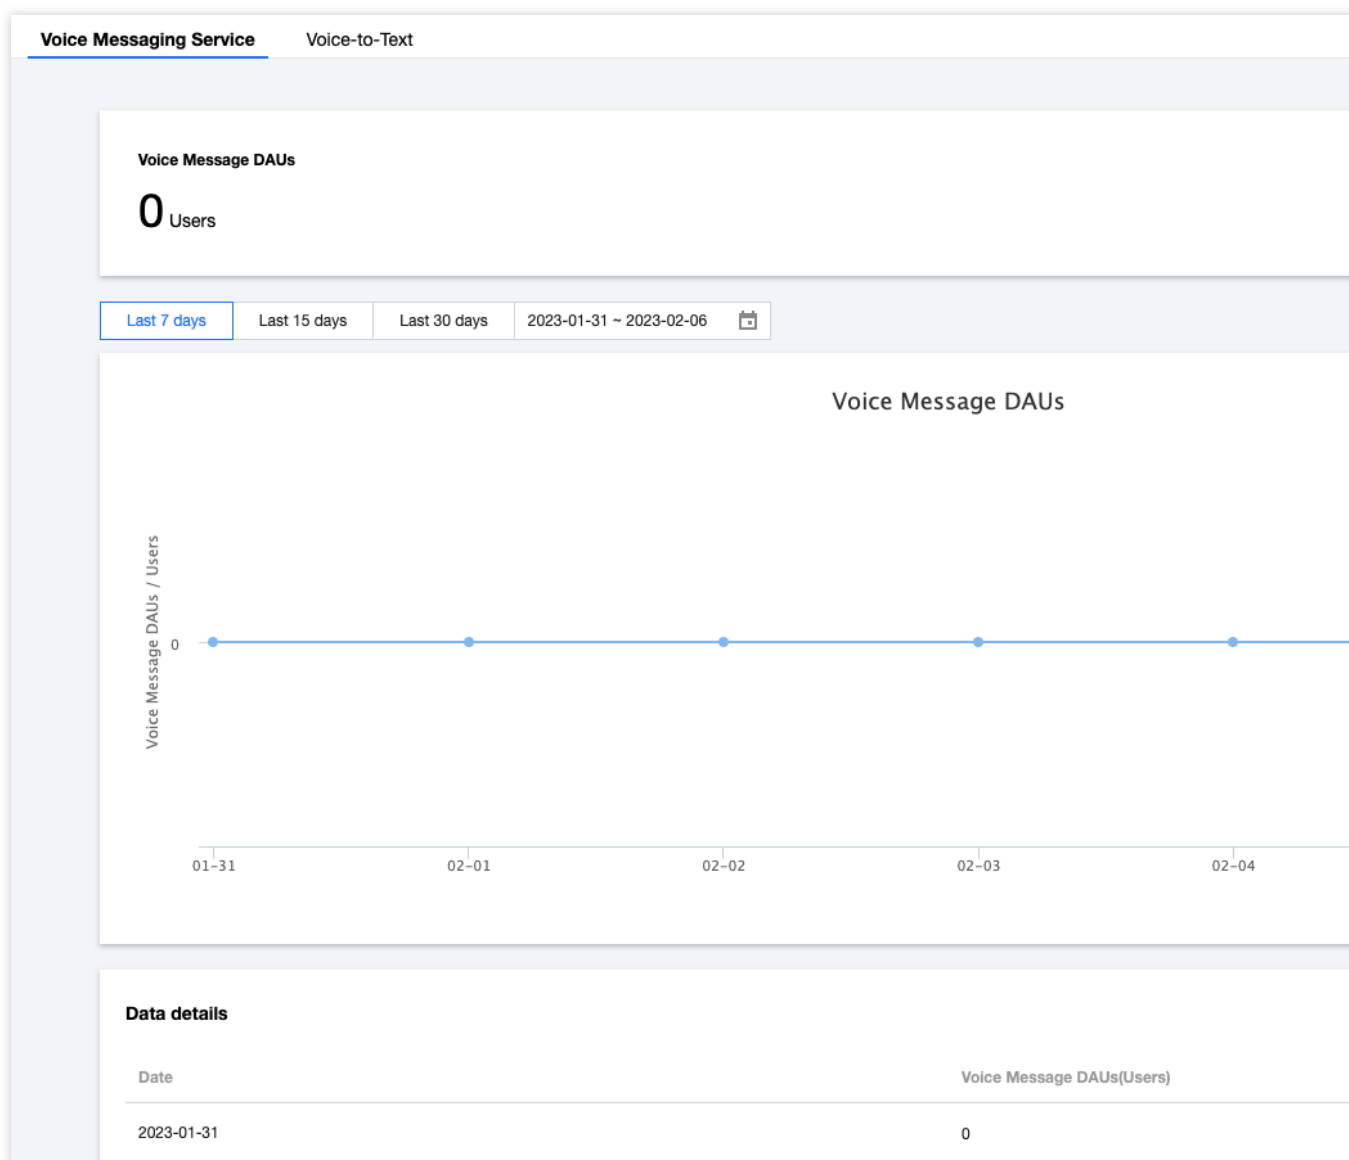 Voice Messaging Service Voice-to-Text
Voice Message DAUs
0 Users
Last 7 days Last 15 days Last 30 days 2023-01-31 ~ 2023-02-06
Voice Message DAUs
Voice Message DAUs / Users
0
01-31 02-01 02-02 02-03 02-04
Data details
Date Voice Message DAUs(Users)
2023-01-31 0